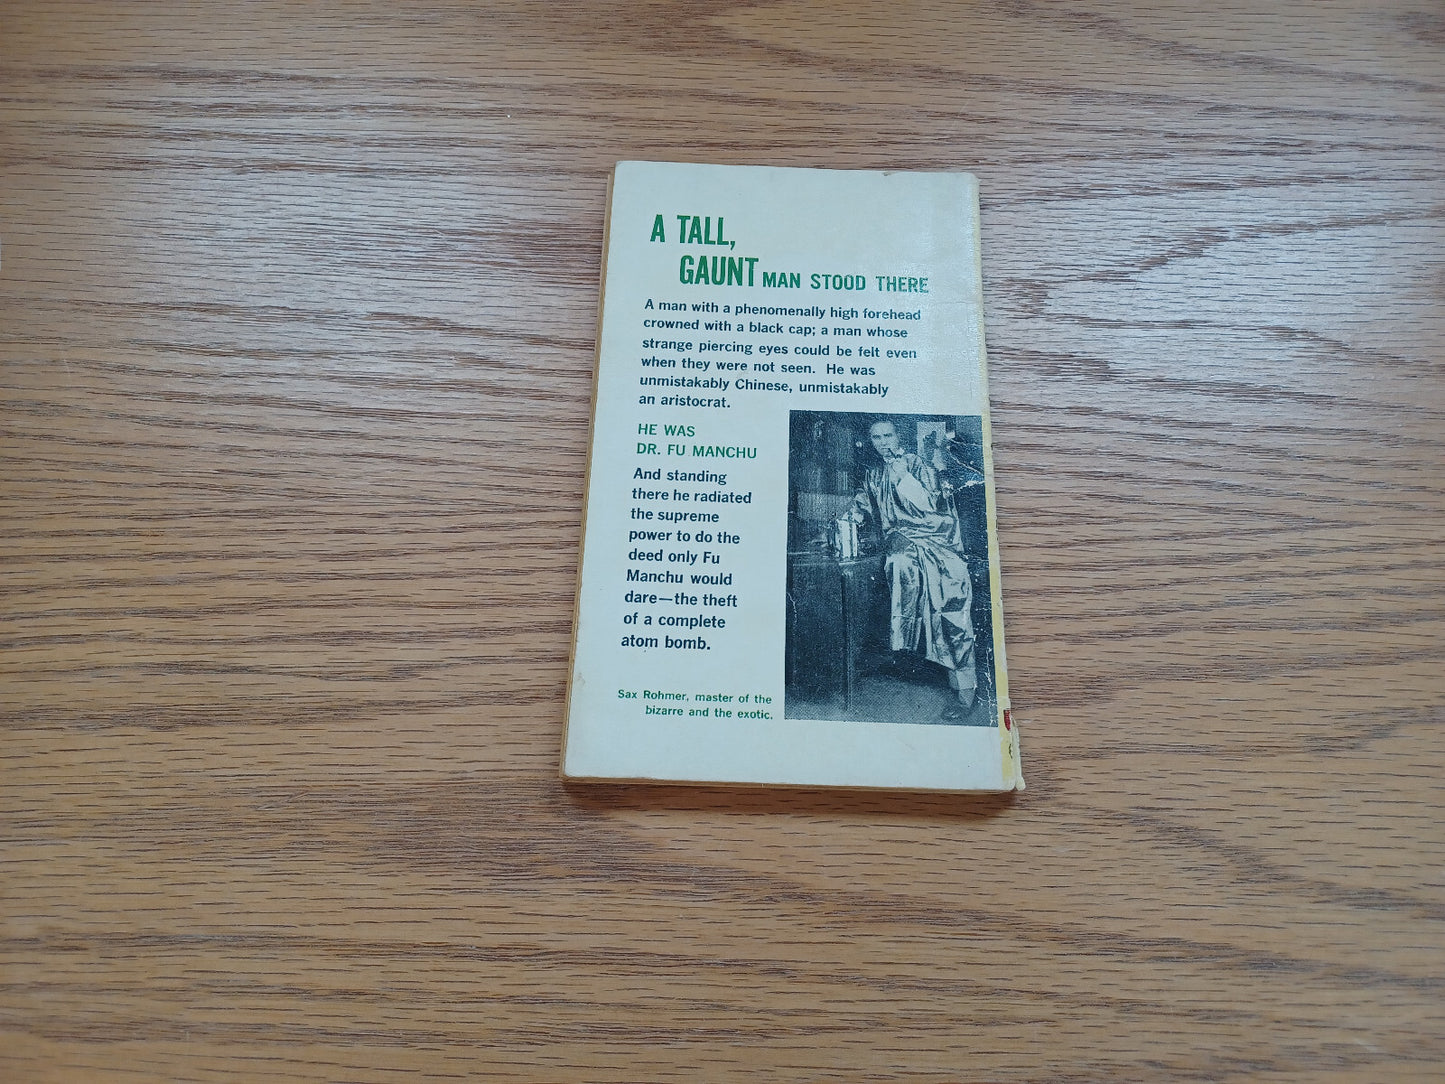 A TALL,
GAUNT MAN STOOD THERE
A man with a phenomenally high forehead
crowned with a black cap; a man whose
strange piercing eyes could be felt even
when they were not seen. He was
unmistakably Chinese, unmistakably
an aristocrat.
HE WAS
DR. FU MANCHU
And standing
there he radiated
the supreme
power to do the
deed only Fu
Manchu would
dare—the theft
of a complete
atom bomb.
Sax Rohmer, master of the
bizarre and the exotic.